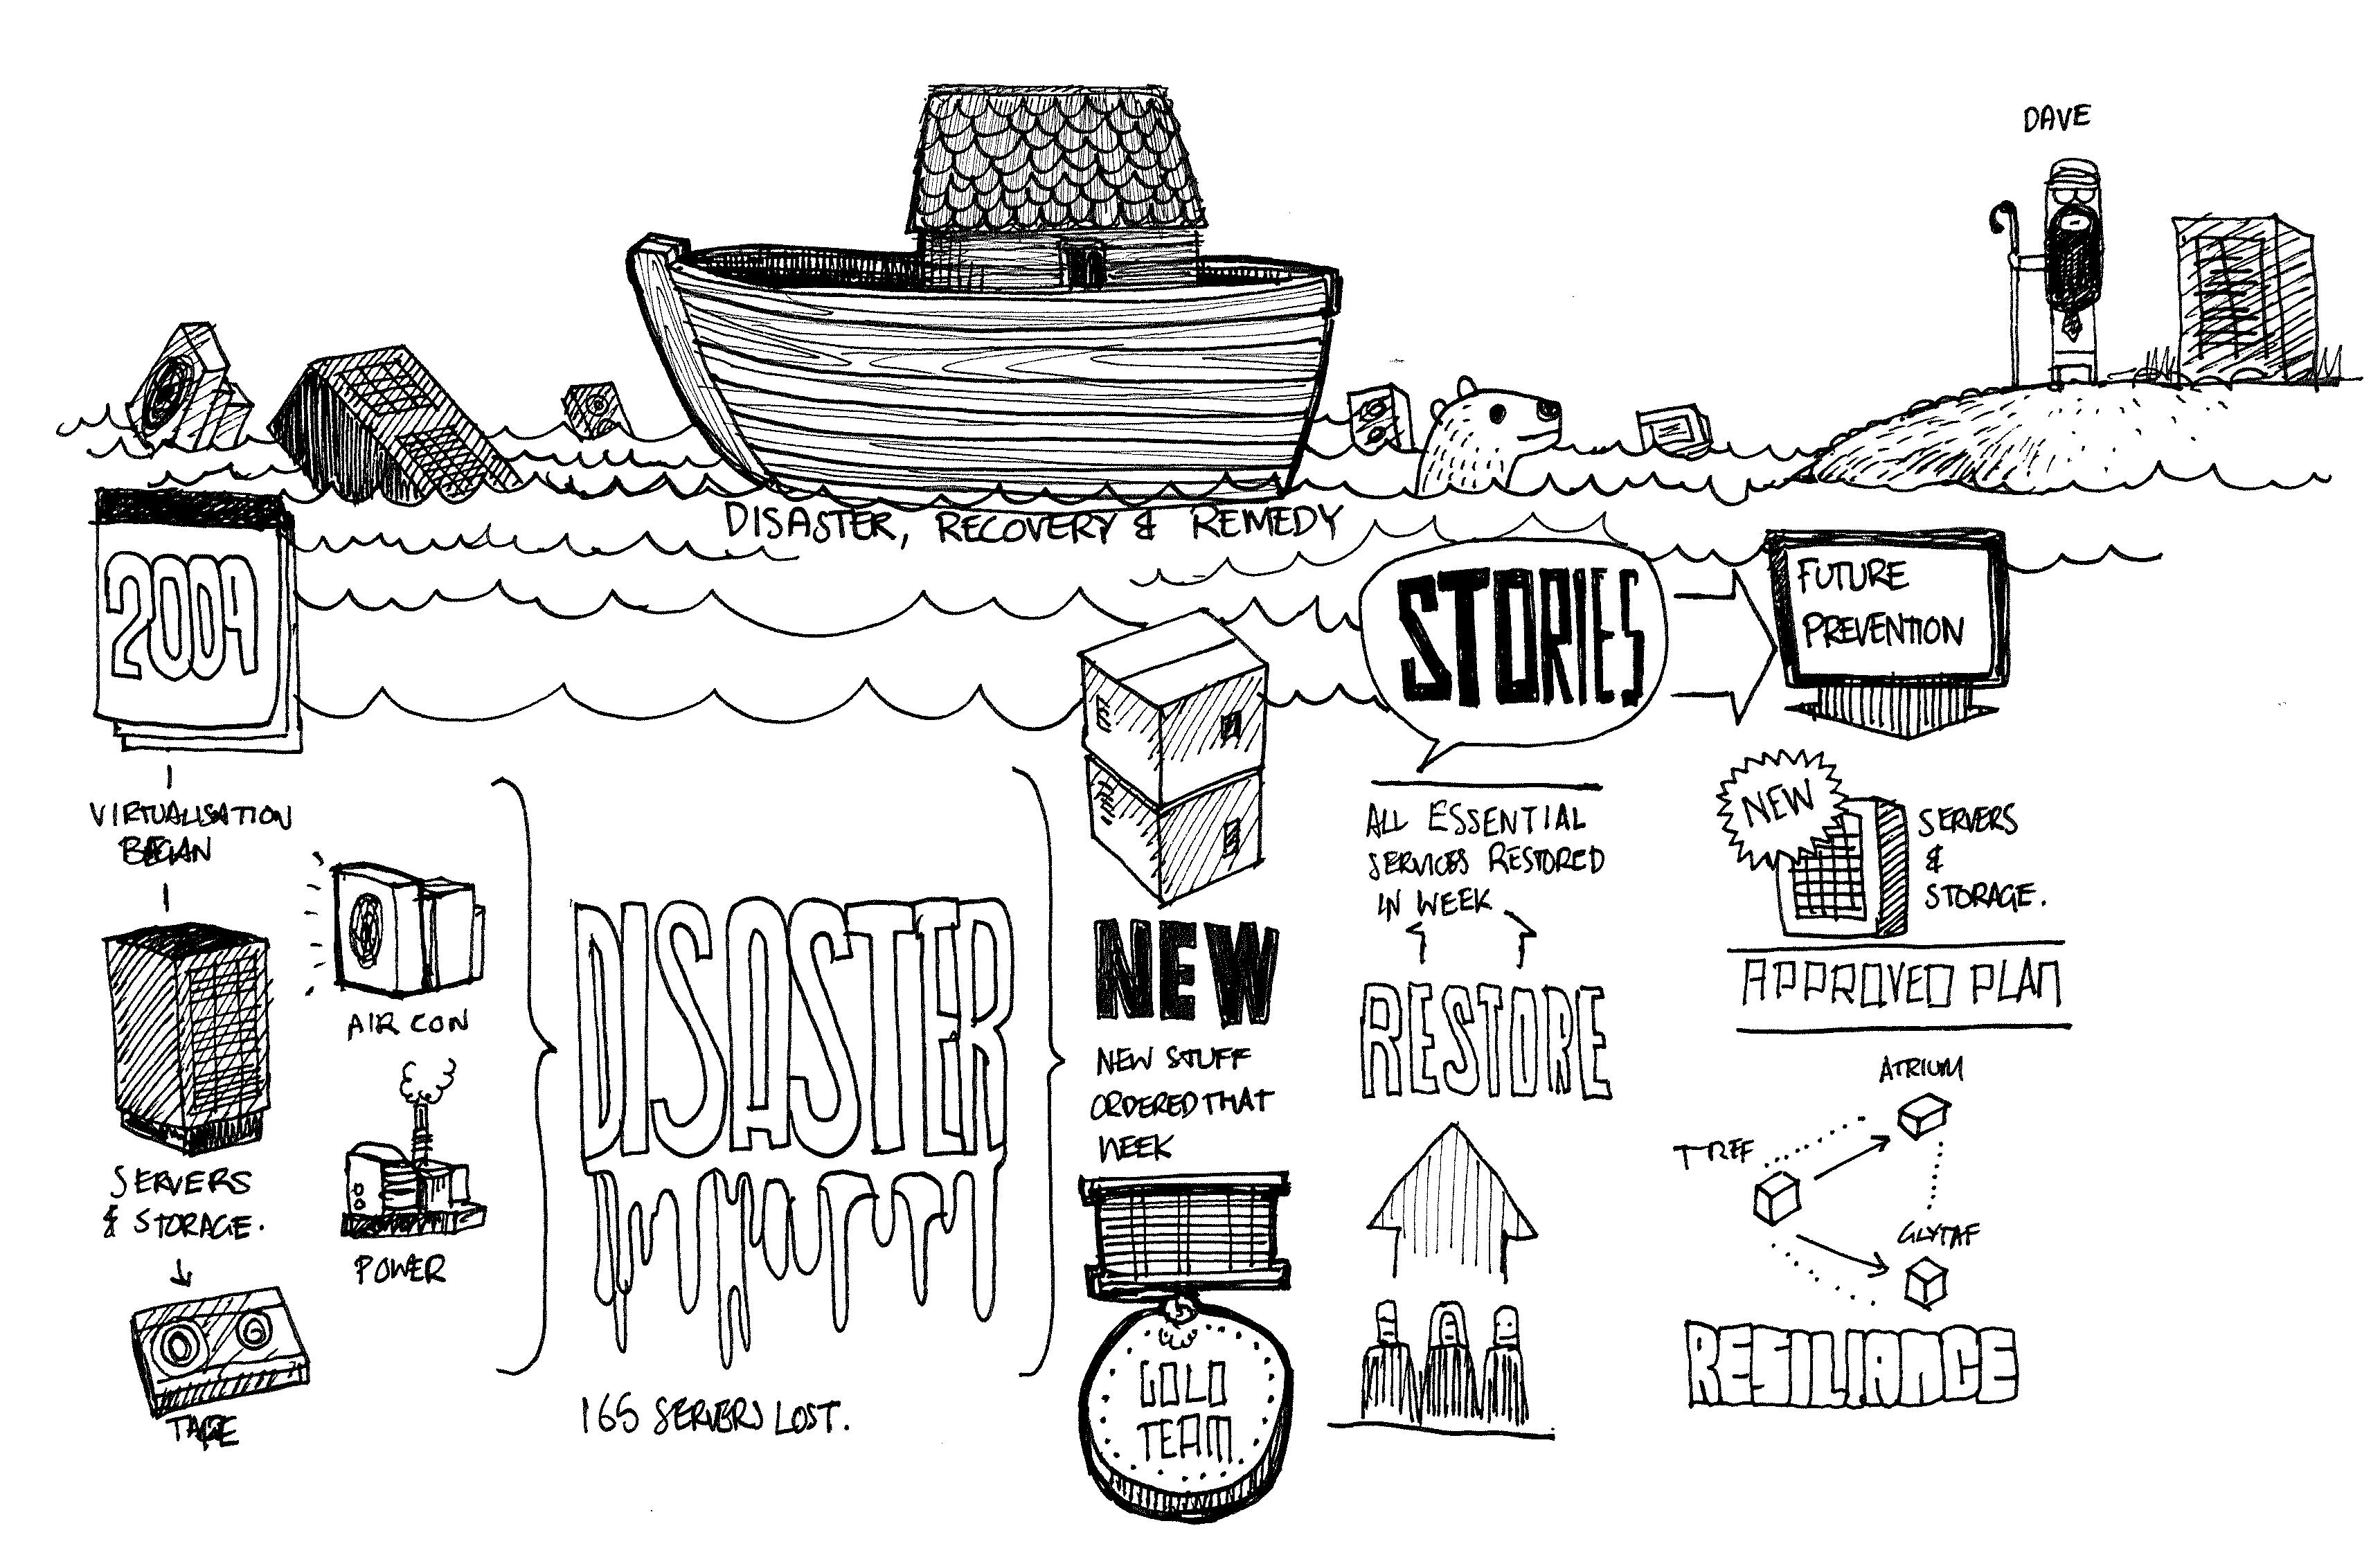 DAVE
DISASTER, RECOVERY & REMEDY
2009
VIRTUALISATION
BEGAN
SERVERS
& STORAGE.
TAPE
AIR CON
POWER
DISASTER
165 SERVERS LOST.
NEW
NEW STUFF
ORDERED THAT
WEEK
GOLD
TEAM
STORIES
ALL ESSENTIAL
SERVICES RESTORED
IN WEEK
RESTORE
FUTURE
PREVENTION
NEW
SERVERS
&
STORAGE.
APPROVED PLAN
ATRIUM
TREF
GLYTAF
RESILIANCE